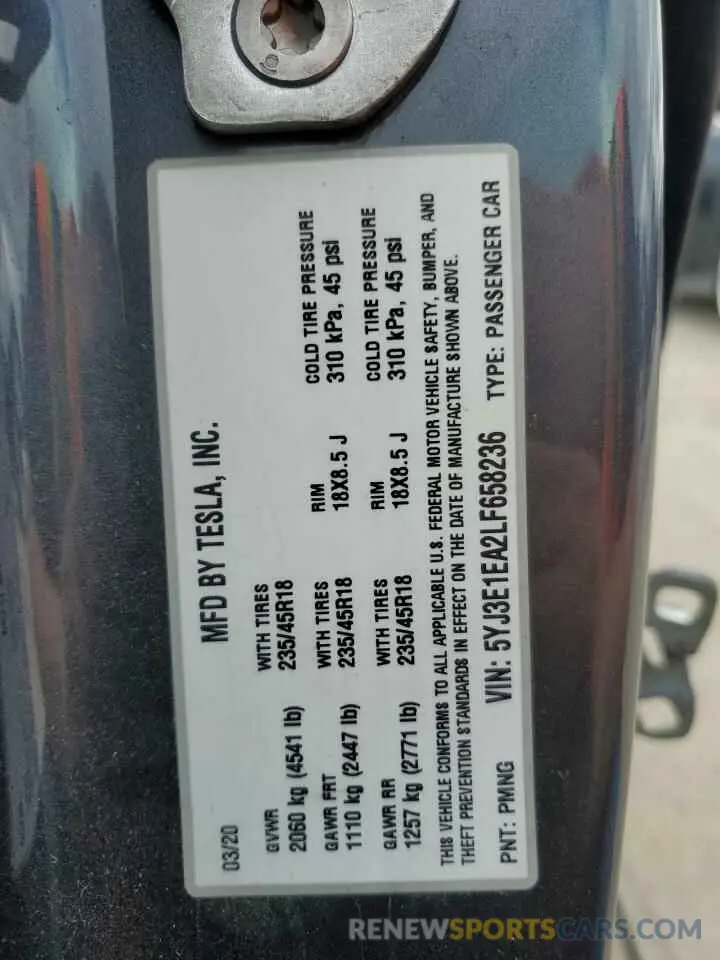 MFD BY TESLA, INC.
03/20
GVWR WITH TIRES
2060 kg (4541 lb) 235/45R18
GAWR FRT WITH TIRES RIM COLD TIRE PRESSURE
1110 kg (2447 lb) 235/45R18 18X8.5 J 310 kPa, 45 psi
GAWR RR WITH TIRES RIM COLD TIRE PRESSURE
1257 kg (2771 lb) 235/45R18 18X8.5 J 310 kPa, 45 psi
THIS VEHICLE CONFORMS TO ALL APPLICABLE U.S. FEDERAL MOTOR VEHICLE SAFETY, BUMPER, AND
THEFT PREVENTION STANDARDS IN EFFECT ON THE DATE OF MANUFACTURE SHOWN ABOVE.
PNT: PMNG VIN: 5YJ3E1EA2LF658236 TYPE: PASSENGER CAR
RENEWSPORTSCARS.COM